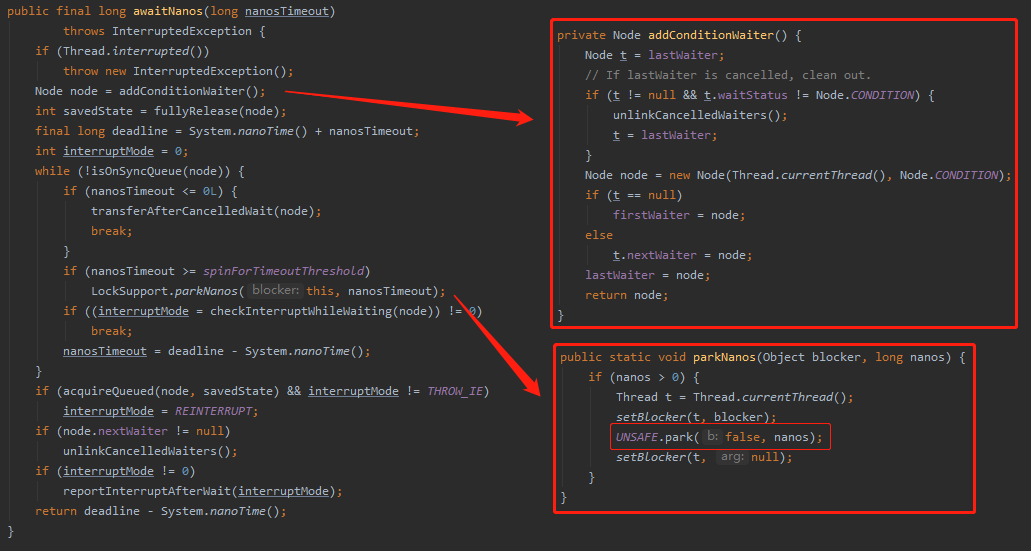 public final long awaitNanos(long nanosTimeout)
throws InterruptedException {
if (Thread.interrupted())
throw new InterruptedException();
Node node = addConditionWaiter();
int savedState = fullyRelease(node);
final long deadline = System.nanoTime() + nanosTimeout;
int interruptMode = 0;
while (!isOnSyncQueue(node)) {
if (nanosTimeout <= 0L) {
transferAfterCancelledWait(node);
break;
}
if (nanosTimeout >= spinForTimeoutThreshold)
LockSupport.parkNanos( blocker: this, nanosTimeout);
if ((interruptMode = checkInterruptWhileWaiting(node)) != 0)
break;
nanosTimeout = deadline - System.nanoTime();
}
if (acquireQueued(node, savedState) && interruptMode != THROW_IE)
interruptMode = REINTERRUPT;
if (node.nextWaiter != null)
unlinkCancelledWaiters();
if (interruptMode != 0)
reportInterruptAfterWait(interruptMode);
return deadline - System.nanoTime();
}
private Node addConditionWaiter() {
Node t = lastWaiter;
// If lastWaiter is cancelled, clean out.
if (t != null && t.waitStatus != Node.CONDITION) {
unlinkCancelledWaiters();
t = lastWaiter;
}
Node node = new Node(Thread.currentThread(), Node.CONDITION);
if (t == null)
firstWaiter = node;
else
t.nextWaiter = node;
lastWaiter = node;
return node;
}
public static void parkNanos(Object blocker, long nanos) {
if (nanos > 0) {
Thread t = Thread.currentThread();
setBlocker(t, blocker);
UNSAFE.park( b: false, nanos);
setBlocker(t, arg: null);
}
}